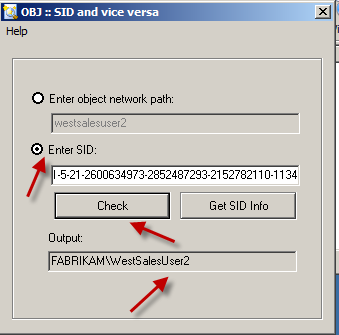 OBJ :: SID and vice versa
Help
Enter object network path:
westsalesuser2
Enter SID:
-5-21-2600634973-2852487293-2152782110-1134
Check
Get SID Info
Output:
FABRIKAM\WestSalesUser2